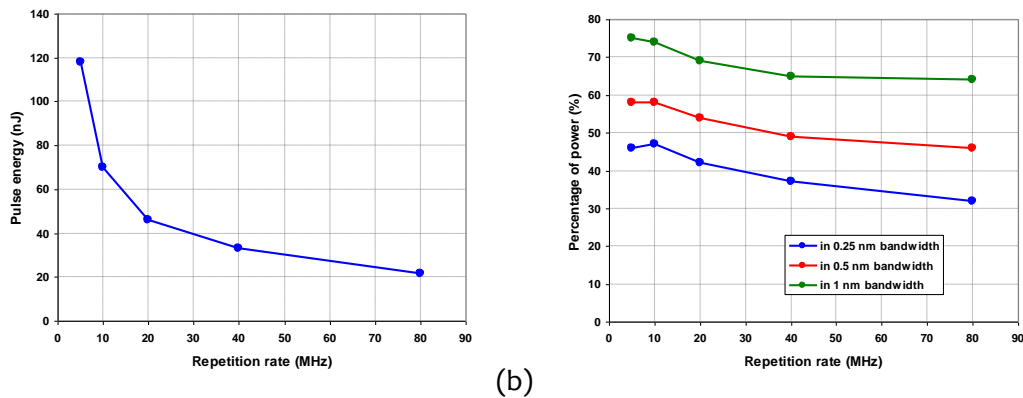 140
120
100
80
60
40
20
0
Pulse energy (nJ)
0 10 20 30 40 50 60 70 80 90
Repetition rate (MHz)
(b)
80
70
60
50
40
30
20
10
0
Percentage of power (%)
in 0.25 nm bandwidth
in 0.5 nm bandwidth
in 1 nm bandwidth
0 10 20 30 40 50 60 70 80 90
Repetition rate (MHz)